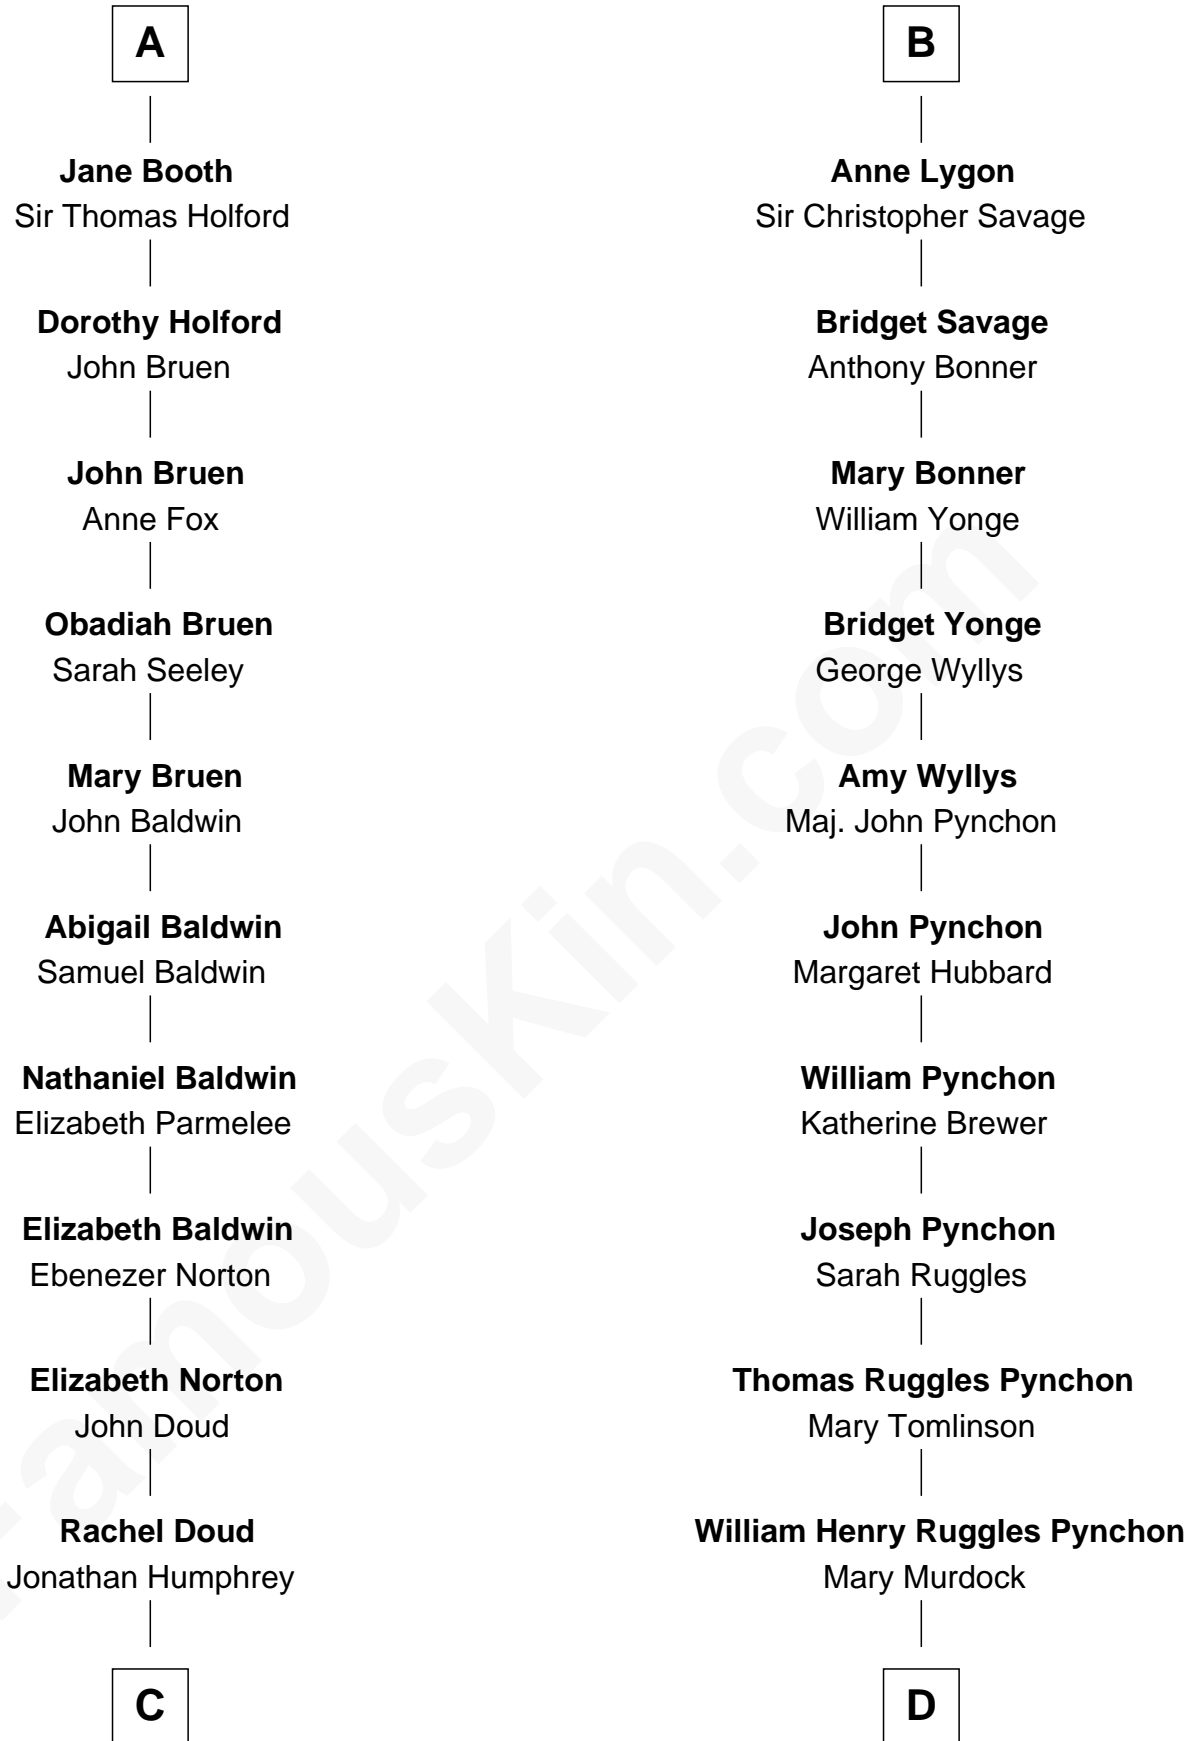 A
Jane Booth
Sir Thomas Holford
Dorothy Holford
John Bruen
John Bruen
Anne Fox
Obadiah Bruen
Sarah Seeley
Mary Bruen
John Baldwin
Abigail Baldwin
Samuel Baldwin
Nathaniel Baldwin
Elizabeth Parmelee
Elizabeth Baldwin
Ebenezer Norton
Elizabeth Norton
John Doud
Rachel Doud
Jonathan Humphrey
C
B
Anne Lygon
Sir Christopher Savage
Bridget Savage
Anthony Bonner
Mary Bonner
William Yonge
Bridget Yonge
George Wyllys
Amy Wyllys
Maj. John Pynchon
John Pynchon
Margaret Hubbard
William Pynchon
Katherine Brewer
Joseph Pynchon
Sarah Ruggles
Thomas Ruggles Pynchon
Mary Tomlinson
William Henry Ruggles Pynchon
Mary Murdock
D
FamousKin.com